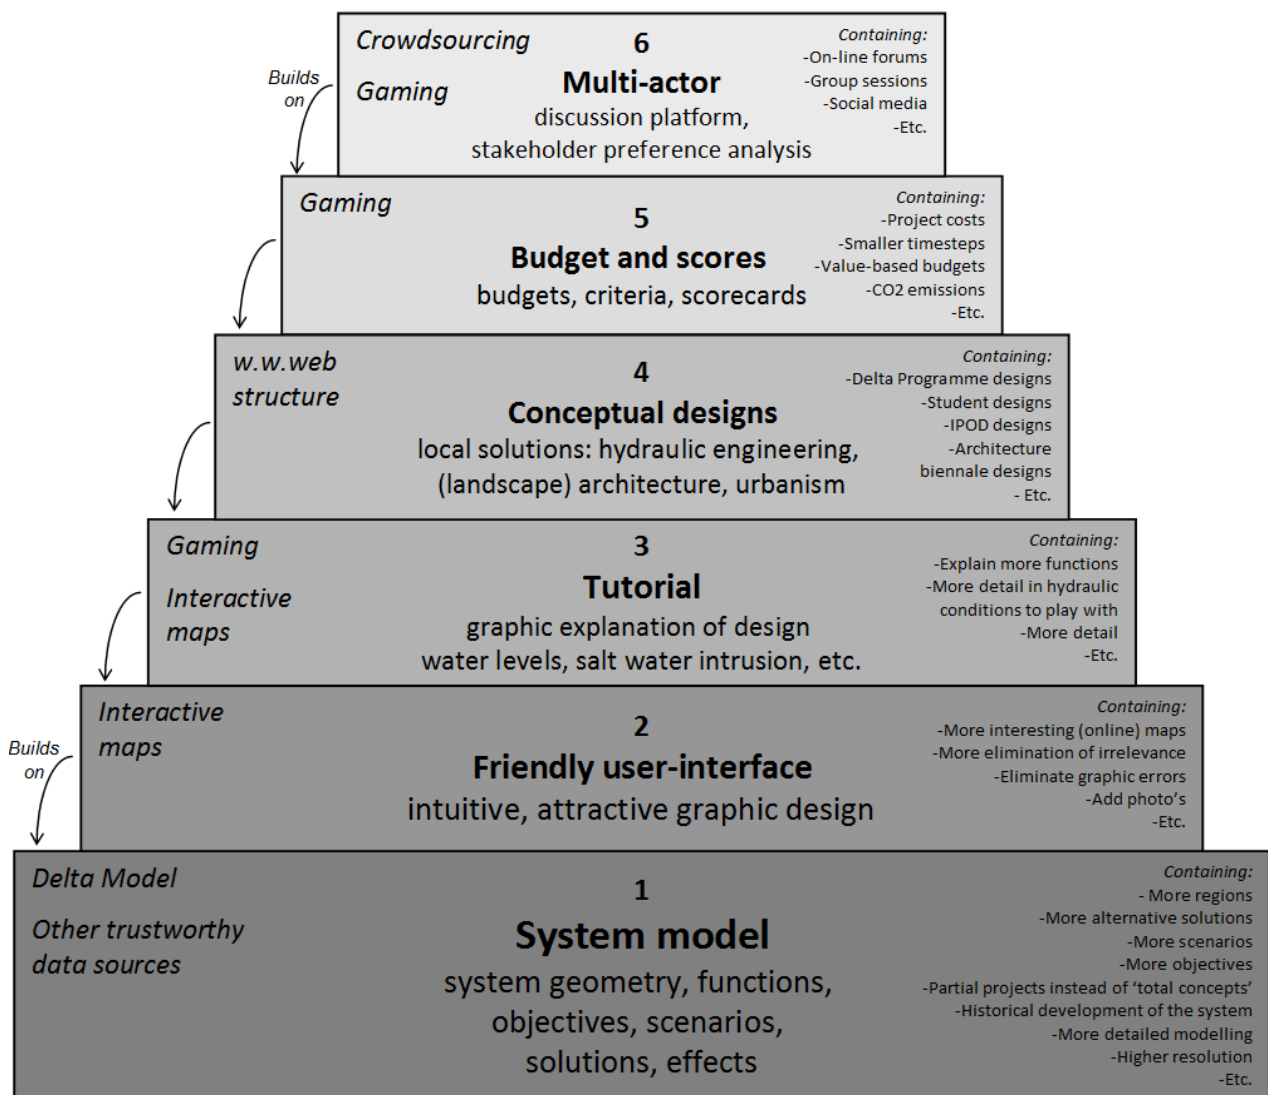 Builds
on
Crowdsourcing
Gaming
6
Multi-actor
discussion platform,
stakeholder preference analysis
Containing:
-On-line forums
-Group sessions
-Social media
-Etc.
Gaming
5
Budget and scores
budgets, criteria, scorecards
Containing:
-Project costs
-Smaller timesteps
-Value-based budgets
-CO2 emissions
-Etc.
w.w.web
structure
4
Conceptual designs
local solutions: hydraulic engineering,
(landscape) architecture, urbanism
Containing:
-Delta Programme designs
-Student designs
-IPOD designs
-Architecture
biennale designs
- Etc.
Gaming
Interactive
maps
3
Tutorial
graphic explanation of design
water levels, salt water intrusion, etc.
Containing:
-Explain more functions
-More detail in hydraulic
conditions to play with
-More detail
-Etc.
Builds
on
Interactive
maps
2
Friendly user-interface
intuitive, attractive graphic design
Containing:
-More interesting (online) maps
-More elimination of irrelevance
-Eliminate graphic errors
-Add photo's
-Etc.
Delta Model
Other trustworthy
data sources
1
System model
system geometry, functions,
objectives, scenarios,
solutions, effects
Containing:
- More regions
-More alternative solutions
-More scenarios
-More objectives
-Partial projects instead of ‘total concepts’
-Historical development of the system
-More detailed modelling
-Higher resolution
-Etc.